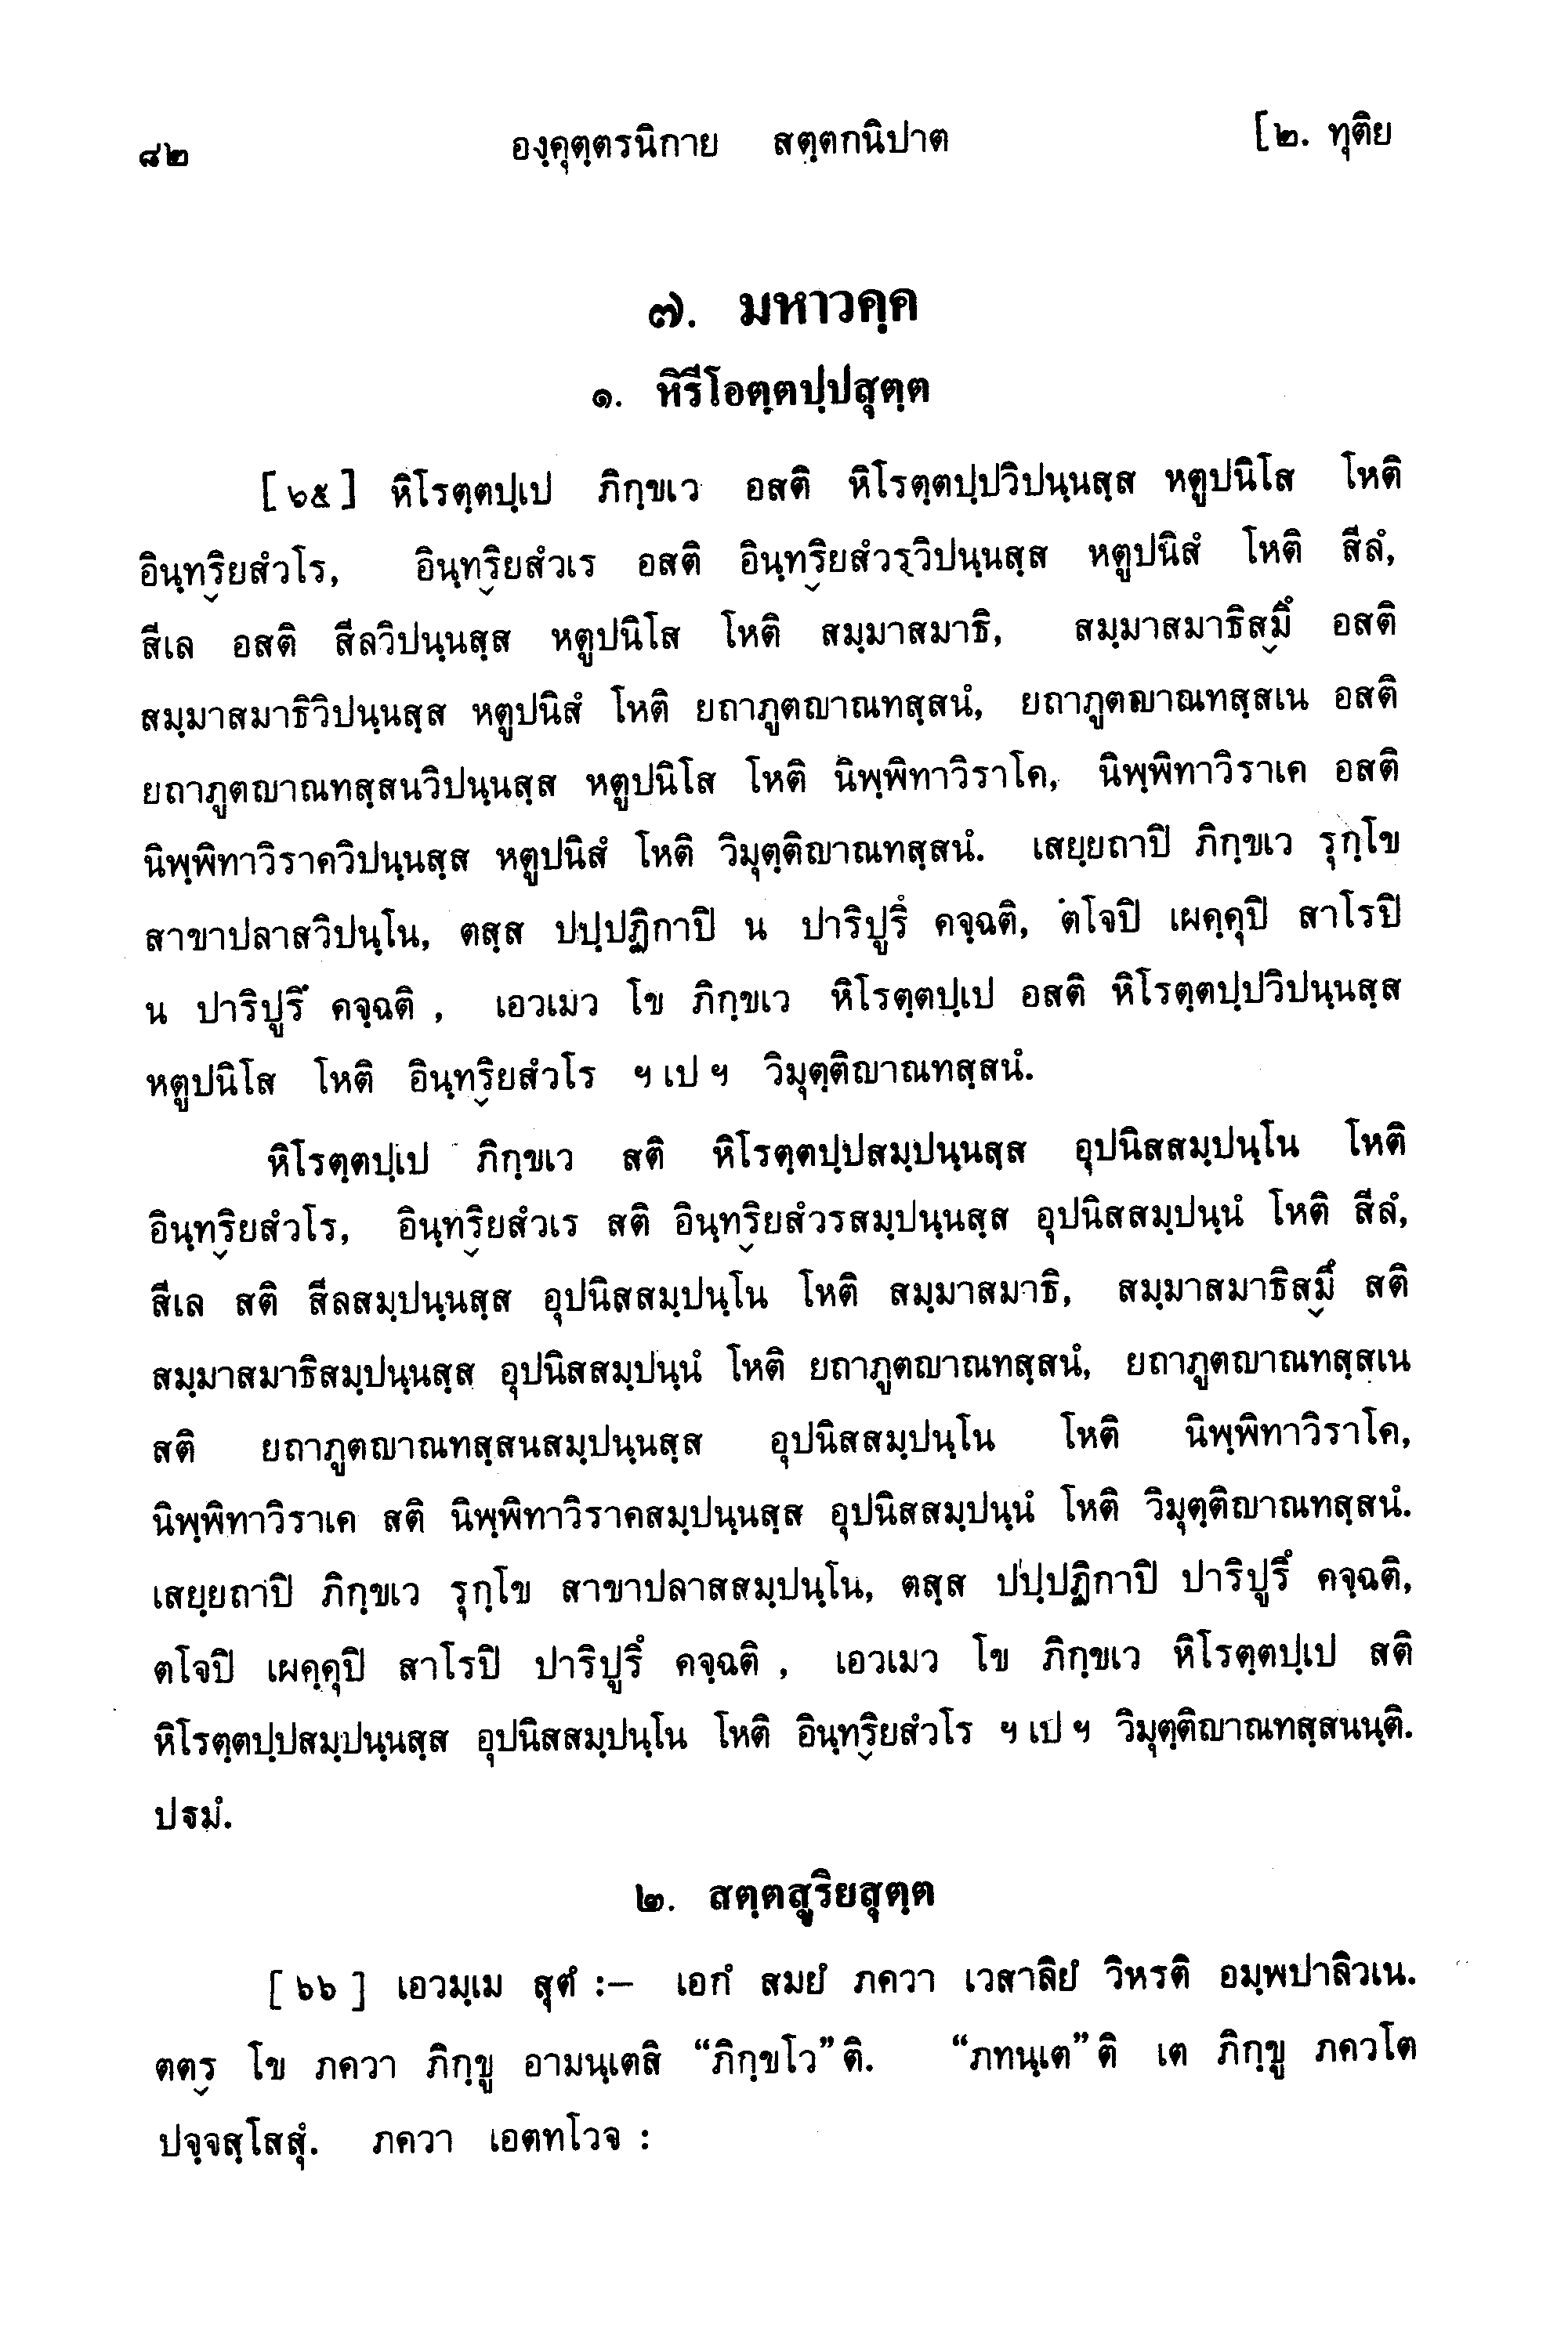 ๘๒ องฺคุตฺตรนิกาย สตฺตกนิปาต [๒. ทุติย
๗. มหาวคฺค
๑. หิรีโอตฺตปฺปสุตฺต
[๖๕] หิโรตฺตปฺเป ภิกฺขเว อสติ หิโรตฺตปฺปวิปนฺนสฺส หตูปนิโส โหติ
อินฺทฺริยสํวโร, อินฺทฺริยสํวเร อสติ อินฺทฺริยสํวรวิปนฺนสฺส หตูปนิสํ โหติ สีลํ,
สีเล อสติ สีลวิปนฺนสฺส หตูปนิโส โหติ สมฺมาสมาธิ, สมฺมาสมาธิสฺมึ อสติ
สมฺมาสมาธิวิปนฺนสฺส หตูปนิสํ โหติ ยถาภูตญาณทสฺสนํ, ยถาภูตญาณทสฺสเน อสติ
ยถาภูตญาณทสฺสนวิปนฺนสฺส หตูปนิโส โหติ นิพฺพิทาวิราโค, นิพฺพิทาวิราเค อสติ
นิพฺพิทาวิราควิปนฺนสฺส หตูปนิสํ โหติ วิมุตฺติญาณทสฺสนํ. เสยฺยถาปิ ภิกฺขเว รุกฺโข
สาขาปลาสวิปนฺโน, ตสฺส ปปฺปฏิกาปิ น ปาริปูรึ คจฺฉติ, ตโจปิ เผคฺคุปิ สาโรปิ
น ปาริปูรึ คจฺฉติ , เอวเมว โข ภิกฺขเว หิโรตฺตปฺเป อสติ หิโรตฺตปฺปวิปนฺนสฺส
หตูปนิโส โหติ อินฺทฺริยสํวโร ฯ เป ฯ วิมุตฺติญาณทสฺสนํ.
หิโรตฺตปฺเป ภิกฺขเว สติ หิโรตฺตปฺปสมฺปนฺนสฺส อุปนิสสมฺปนฺโน โหติ
อินฺทฺริยสํวโร, อินฺทฺริยสํวเร สติ อินฺทฺริยสํวรสมฺปนฺนสฺส อุปนิสสมฺปนฺนํ โหติ สีลํ,
สีเล สติ สีลสมฺปนฺนสฺส อุปนิสสมฺปนฺโน โหติ สมฺมาสมาธิ, สมฺมาสมาธิสฺมึ สติ
สมฺมาสมาธิสมฺปนฺนสฺส อุปนิสสมฺปนฺนํ โหติ ยถาภูตญาณทสฺสนํ, ยถาภูตญาณทสฺสเน
สติ ยถาภูตญาณทสฺสนสมฺปนฺนสฺส อุปนิสสมฺปนฺโน โหติ นิพฺพิทาวิราโค,
นิพฺพิทาวิราเค สติ นิพฺพิทาวิราคสมฺปนฺนสฺส อุปนิสสมฺปนฺนํ โหติ วิมุตฺติญาณทสฺสนํ.
เสยฺยถาปิ ภิกฺขเว รุกฺโข สาขาปลาสสมฺปนฺโน, ตสฺส ปปฺปฏิกาปิ ปาริปูรึ คจฺฉติ,
ตโจปิ เผคฺคุปิ สาโรปิ ปาริปูรึ คจฺฉติ , เอวเมว โข ภิกฺขเว หิโรตฺตปฺเป สติ
หิโรตฺตปฺปสมฺปนฺนสฺส อุปนิสสมฺปนฺโน โหติ อินฺทฺริยสํวโร ฯ เป ฯ วิมุตฺติญาณทสฺสนนฺติ.
ปฐมํ.
๒. สตฺตสูริยสุตฺต
[ ๖๖ ] เอวมฺเม สุตํ :— เอกํ สมยํ ภควา เวสาลิยํ วิหรติ อมฺพปาลิวเน.
ตตฺร โข ภควา ภิกฺขู อามนฺเตสิ “ภิกฺขโว” ติ. “ภทนฺเต” ติ เต ภิกฺขู ภควโต
ปจฺจสฺโสสุํ. ภควา เอตทโวจ :